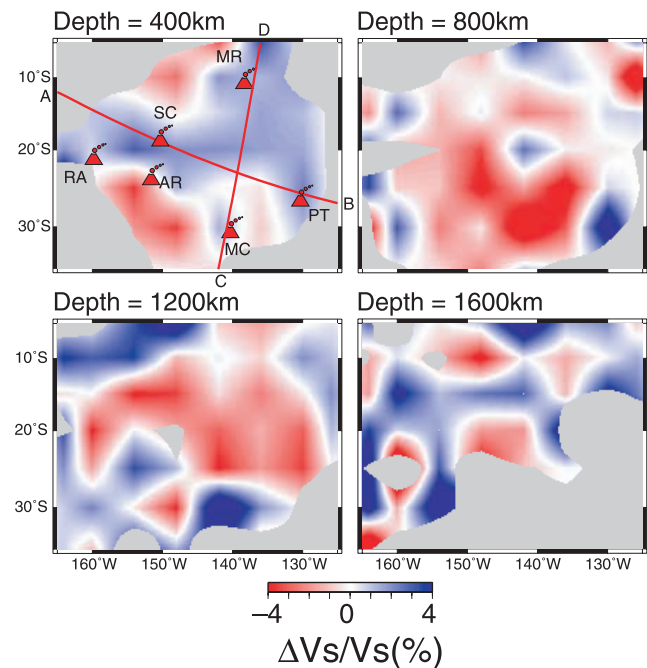 Depth = 400km
Depth = 800km
D
MR
10°S
A
SC
20°S
RA
AR
B
PT
30°S
MC
C
Depth = 1200km
Depth = 1600km
10°S
20°S
30°S
160°W 150°W 140°W 130°W
160°W 150°W 140°W 130°W
−4 0 4
ΔVs/Vs(%)